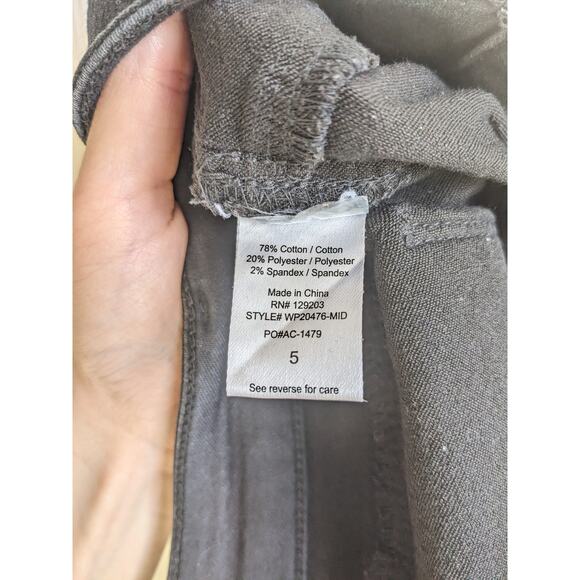 78% Cotton / Cotton
20% Polyester / Polyester
2% Spandex / Spandex
Made in China
RN# 129203
STYLE# WP20476-MID
PO#AC-1479
5
See reverse for care